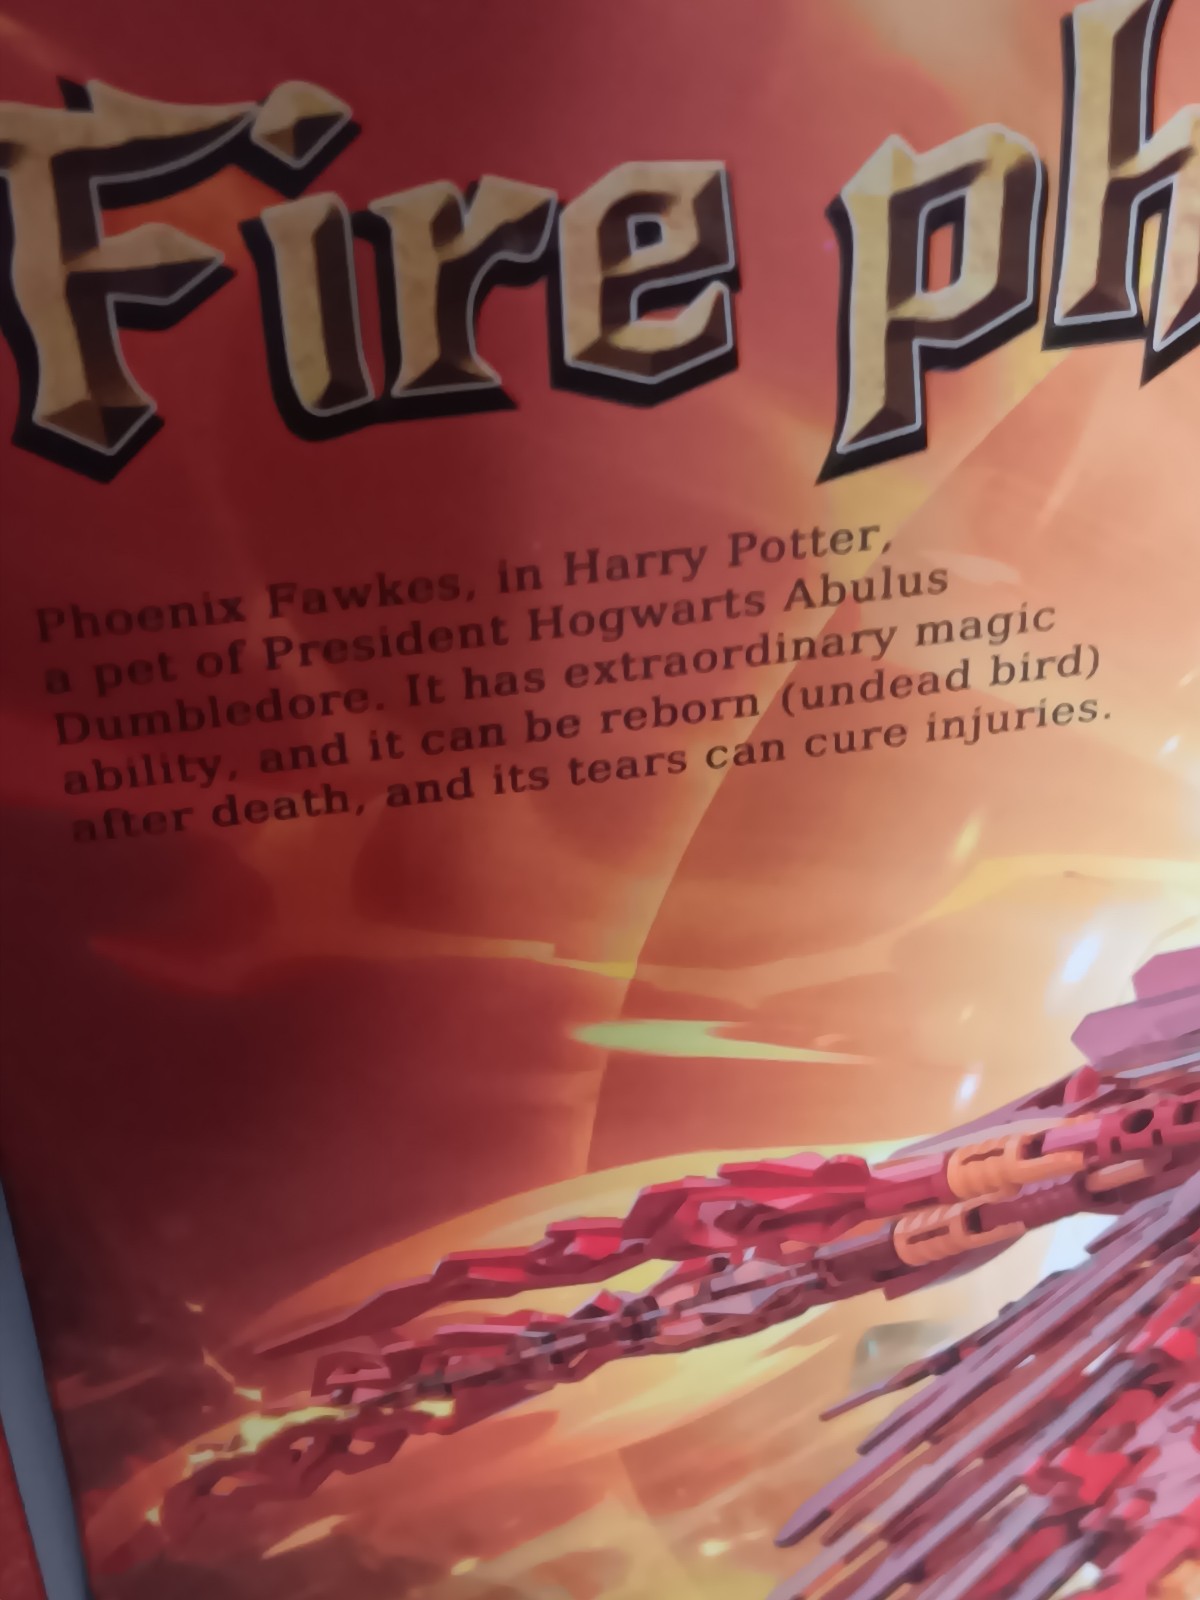 Fire ph
Phoenix Fawkes, in Harry Potter,
a pet of President Hogwarts Abulus
Dumbledore. It has extraordinary magic
ability, and it can be reborn (undead bird)
after death, and its tears can cure injuries.